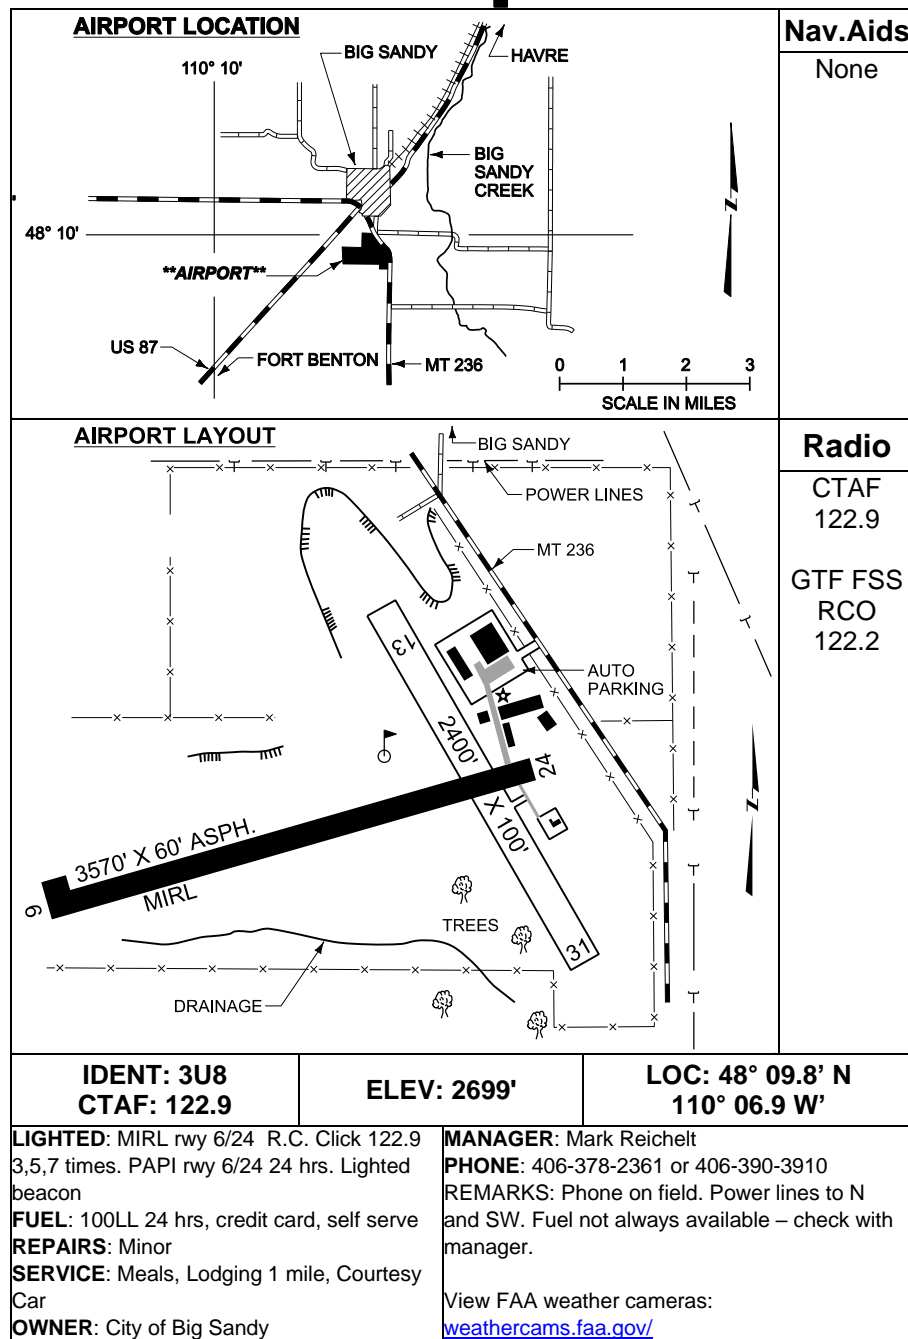 AIRPORT LOCATION
BIG SANDY
HAVRE
110° 10'
BIG
SANDY
CREEK
N
48° 10'
**AIRPORT**
US 87
FORT BENTON
MT 236
0 1 2 3
SCALE IN MILES
Nav.Aids
None
AIRPORT LAYOUT
BIG SANDY
POWER LINES
MT 236
13
AUTO
PARKING
2400' X 100'
24
N
3570' X 60' ASPH.
MIRL
6
TREES
31
DRAINAGE
Radio
CTAF
122.9
GTF FSS
RCO
122.2
IDENT: 3U8
CTAF: 122.9
ELEV: 2699'
LOC: 48° 09.8’ N
110° 06.9 W’
LIGHTED: MIRL rwy 6/24 R.C. Click 122.9
3,5,7 times. PAPI rwy 6/24 24 hrs. Lighted
beacon
FUEL: 100LL 24 hrs, credit card, self serve
REPAIRS: Minor
SERVICE: Meals, Lodging 1 mile, Courtesy
Car
OWNER: City of Big Sandy
MANAGER: Mark Reichelt
PHONE: 406-378-2361 or 406-390-3910
REMARKS: Phone on field. Power lines to N
and SW. Fuel not always available – check with
manager.
View FAA weather cameras:
weathercams.faa.gov/